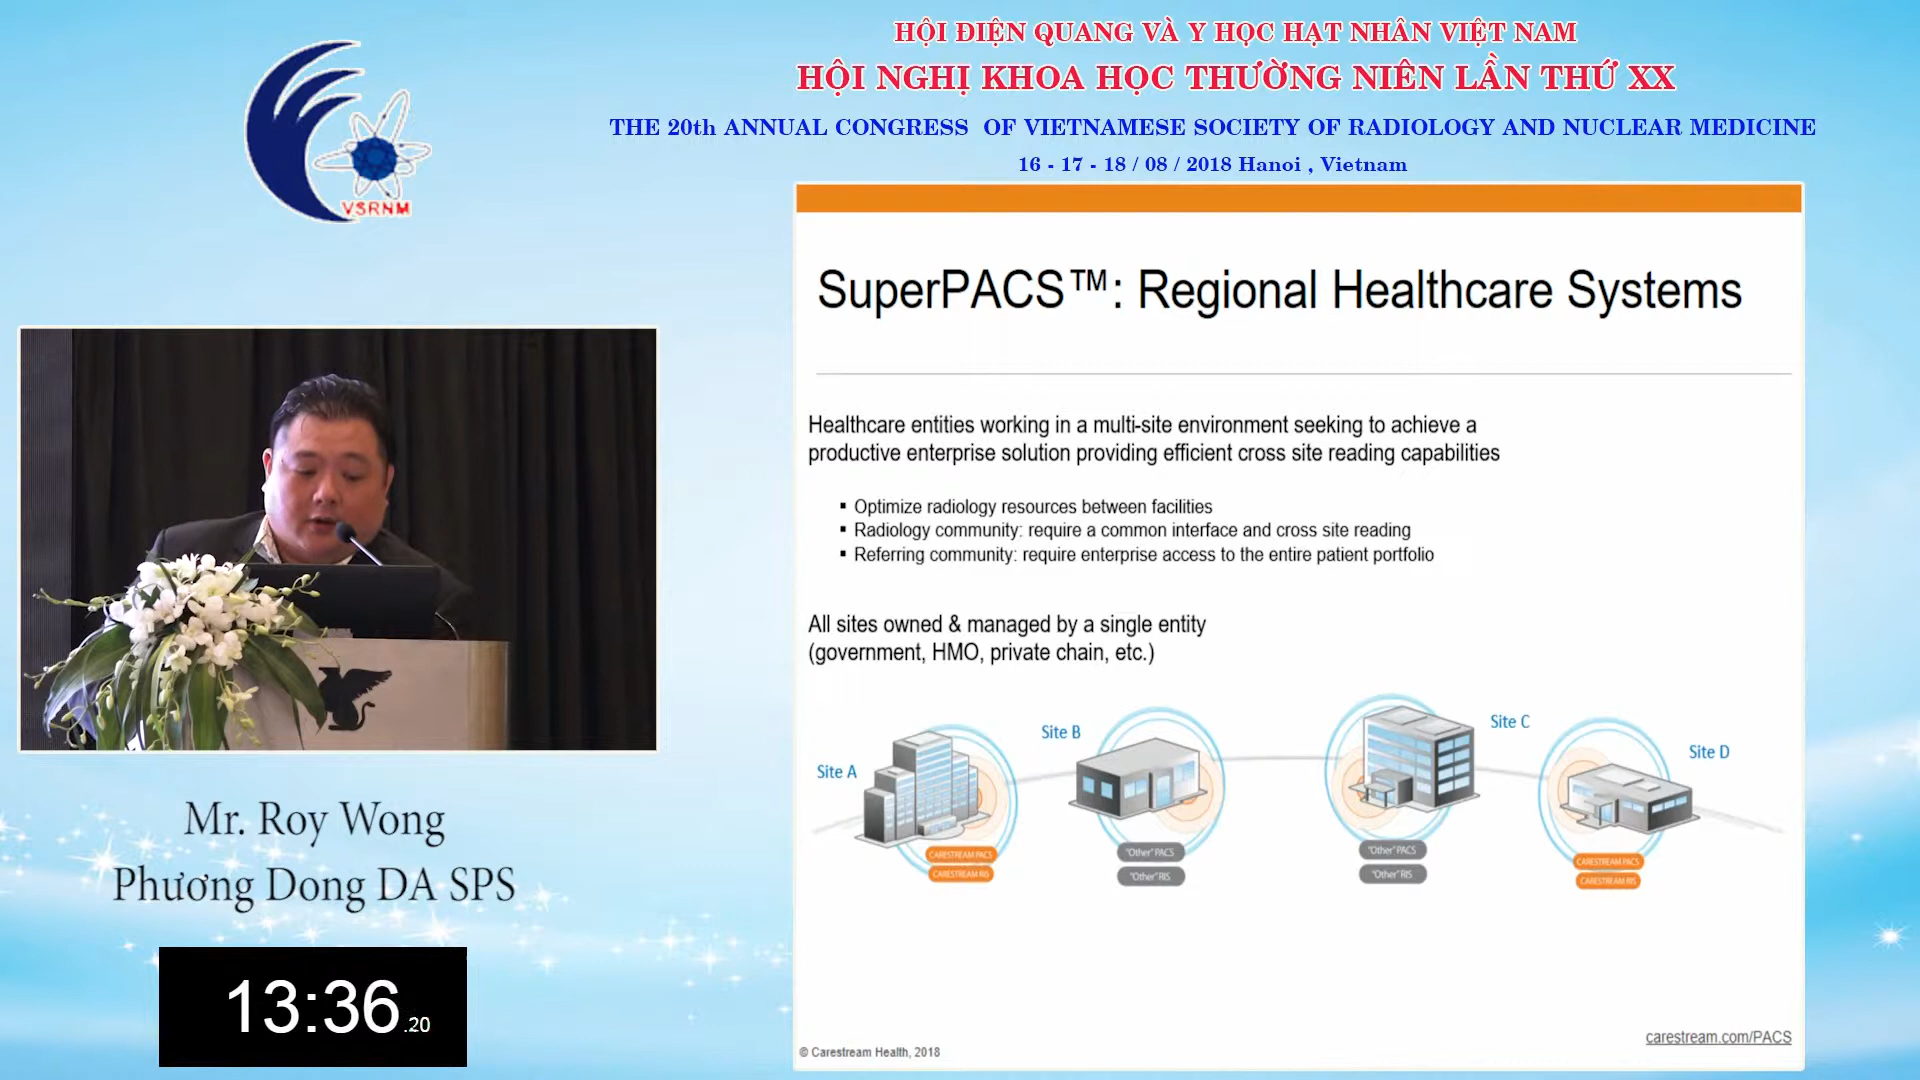 HỘI ĐIỆN QUANG VÀ Y HỌC HẠT NHÂN VIỆT NAM
HỘI NGHỊ KHOA HỌC THƯỜNG NIÊN LẦN THỨ XX
THE 20th ANNUAL CONGRESS OF VIETNAMESE SOCIETY OF RADIOLOGY AND NUCLEAR MEDICINE
16 - 17 - 18 / 08 / 2018 Hanoi , Vietnam
VSRNM
SuperPACS™: Regional Healthcare Systems
Healthcare entities working in a multi-site environment seeking to achieve a
productive enterprise solution providing efficient cross site reading capabilities
▪ Optimize radiology resources between facilities
▪ Radiology community: require a common interface and cross site reading
▪ Referring community: require enterprise access to the entire patient portfolio
All sites owned & managed by a single entity
(government, HMO, private chain, etc.)
Site A
Site B
Site C
Site D
CARESTREAM PACS
CARESTREAM RIS
"Other" PACS
"Other" RIS
"Other" PACS
"Other" RIS
CARESTREAM PACS
CARESTREAM RIS
carestream.com/PACS
© Carestream Health, 2018
Mr. Roy Wong
Phương Dong DA SPS
13:36.20